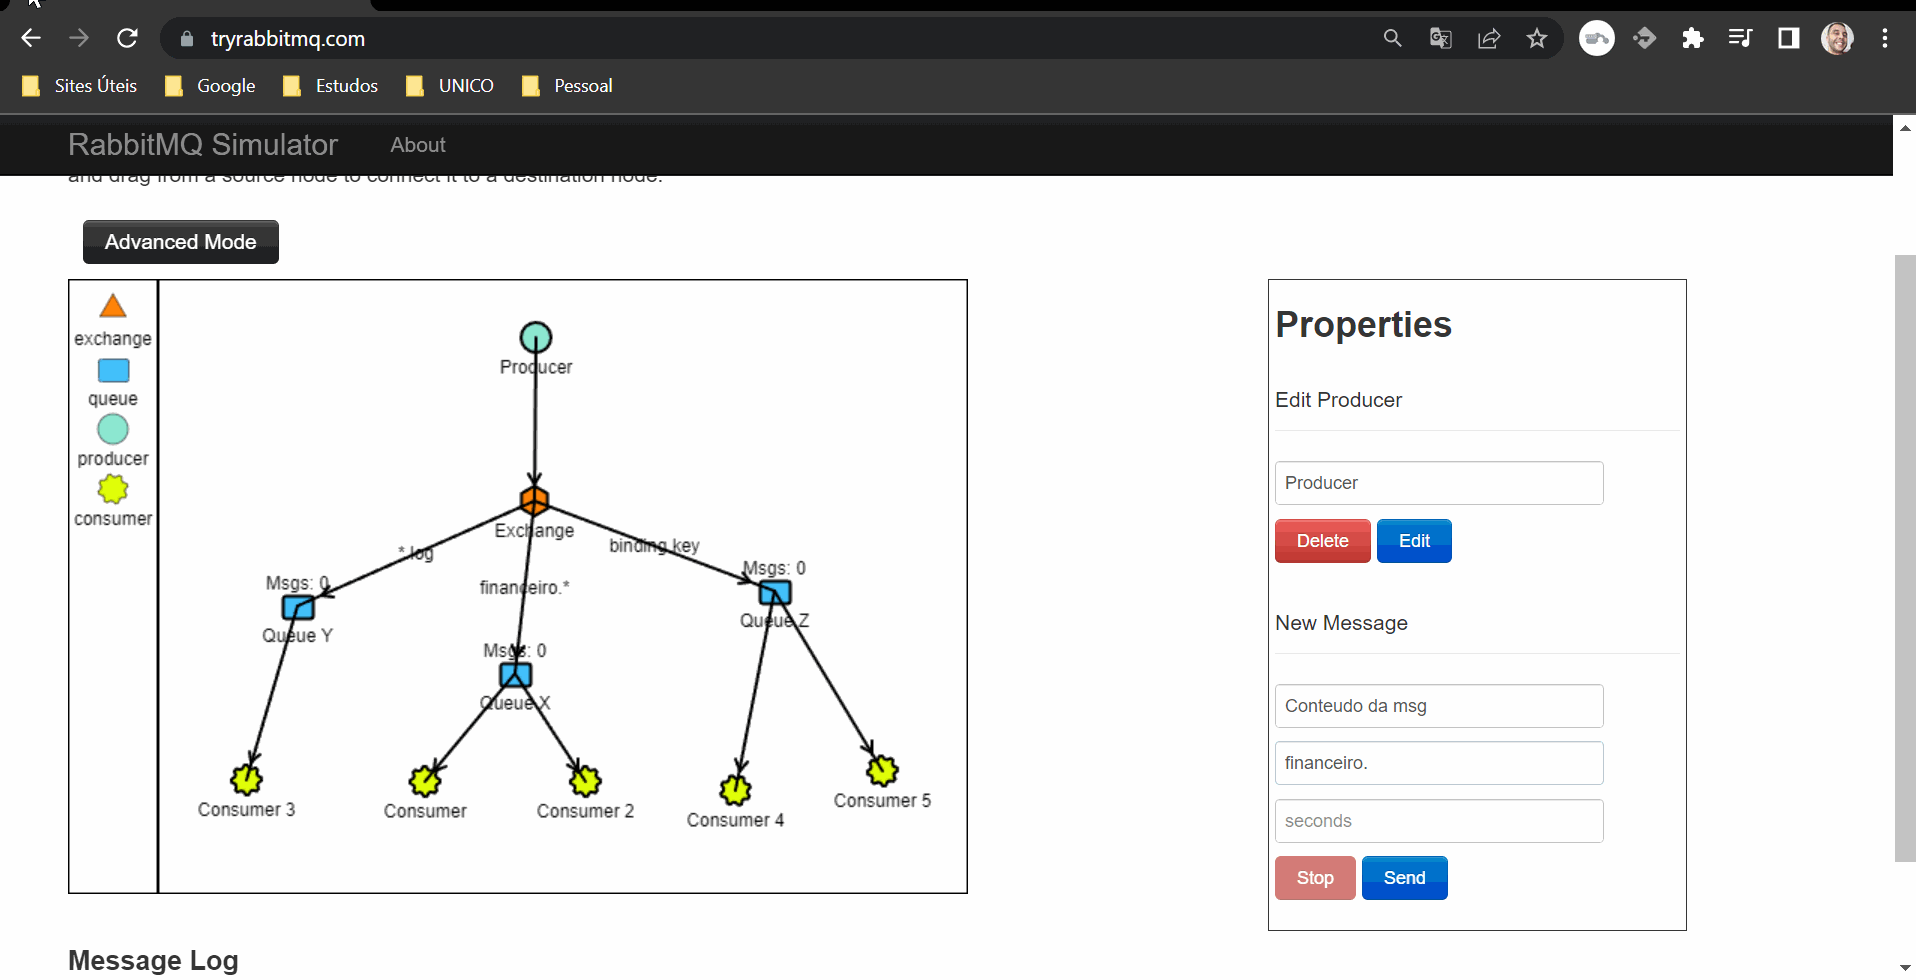 tryrabbitmq.com
Sites Úteis
Google
Estudos
UNICO
Pessoal
RabbitMQ Simulator
About
and drag from a source node to connect it to a destination node.
Advanced Mode
exchange
queue
producer
consumer
Producer
Exchange
*.log
financeiro.*
binding key
Msgs: 0
Queue Y
Msgs: 0
Queue X
Msgs: 0
Queue Z
Consumer 3
Consumer
Consumer 2
Consumer 4
Consumer 5
Properties
Edit Producer
Producer
Delete
Edit
New Message
Conteudo da msg
financeiro.
seconds
Stop
Send
Message Log